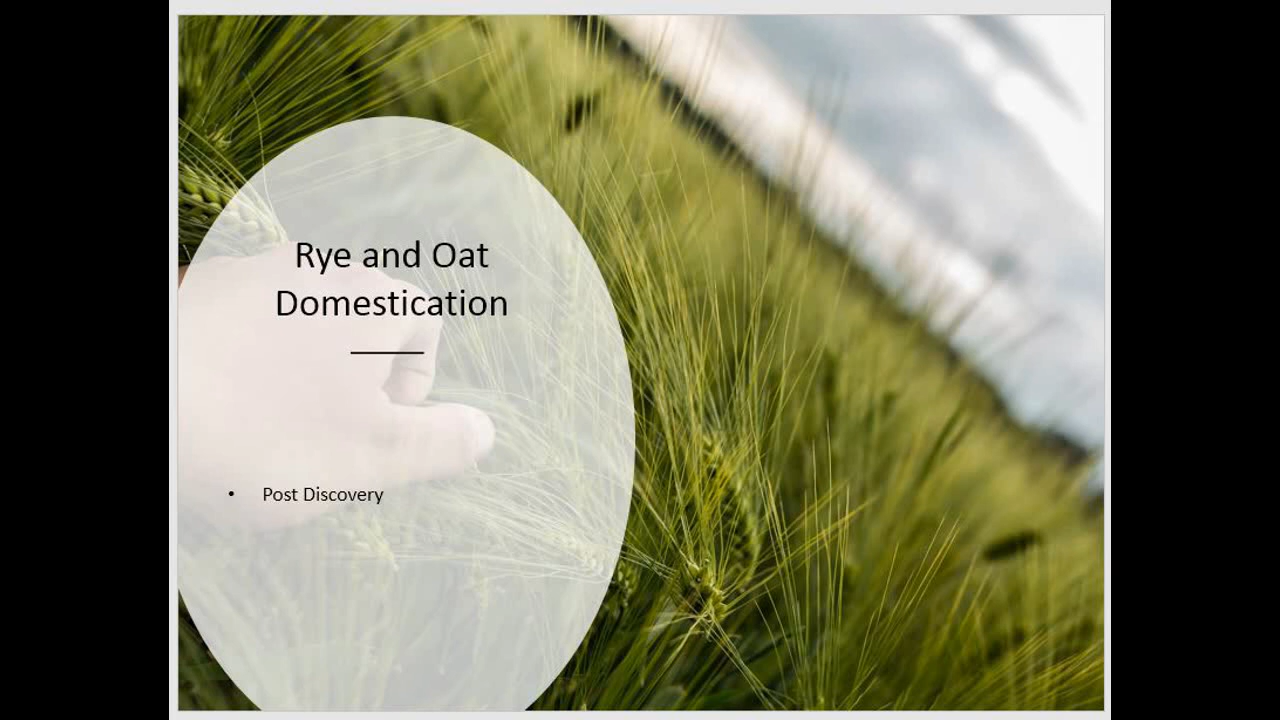 Rye and Oat
Domestication
• Post Discovery